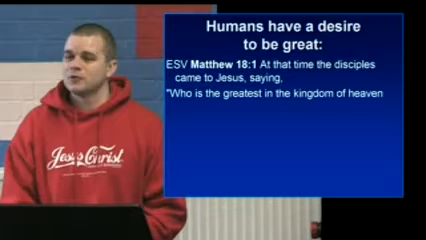 Humans have a desire
to be great:
ESV Matthew 18:1 At that time the disciples
came to Jesus, saying,
"Who is the greatest in the kingdom of heaven
Jesus Christ